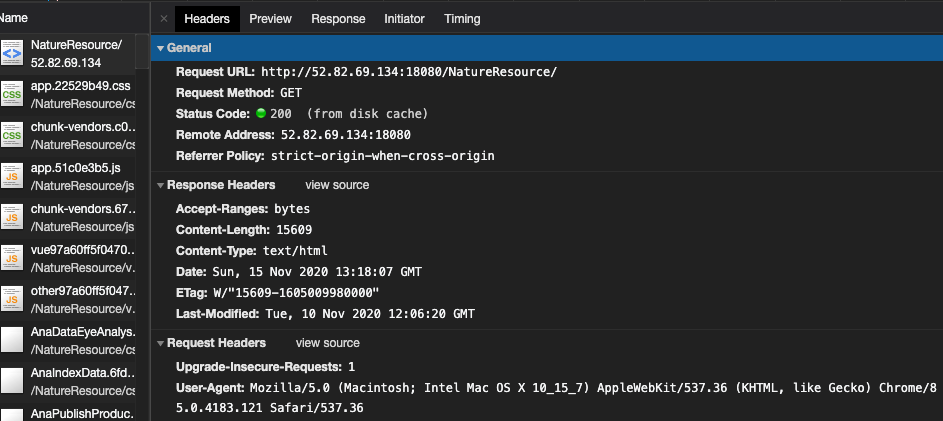 Name
Headers Preview Response Initiator Timing
NatureResource/
52.82.69.134
app.22529b49.css
/NatureResource/cs
chunk-vendors.c0...
/NatureResource/cs
app.51c0e3b5.js
/NatureResource/js
chunk-vendors.67...
/NatureResource/js
vue97a60ff5f0470...
/NatureResource/v...
other97a60ff5f047...
/NatureResource/v...
AnaDataEyeAnalys...
/NatureResource/cs
AnaIndexData.6fd...
/NatureResource/cs
AnaPublishProduc...
General
Request URL: http://52.82.69.134:18080/NatureResource/
Request Method: GET
Status Code: 200 (from disk cache)
Remote Address: 52.82.69.134:18080
Referrer Policy: strict-origin-when-cross-origin
Response Headers view source
Accept-Ranges: bytes
Content-Length: 15609
Content-Type: text/html
Date: Sun, 15 Nov 2020 13:18:07 GMT
ETag: W/"15609-1605009980000"
Last-Modified: Tue, 10 Nov 2020 12:06:20 GMT
Request Headers view source
Upgrade-Insecure-Requests: 1
User-Agent: Mozilla/5.0 (Macintosh; Intel Mac OS X 10_15_7) AppleWebKit/537.36 (KHTML, like Gecko) Chrome/8
5.0.4183.121 Safari/537.36